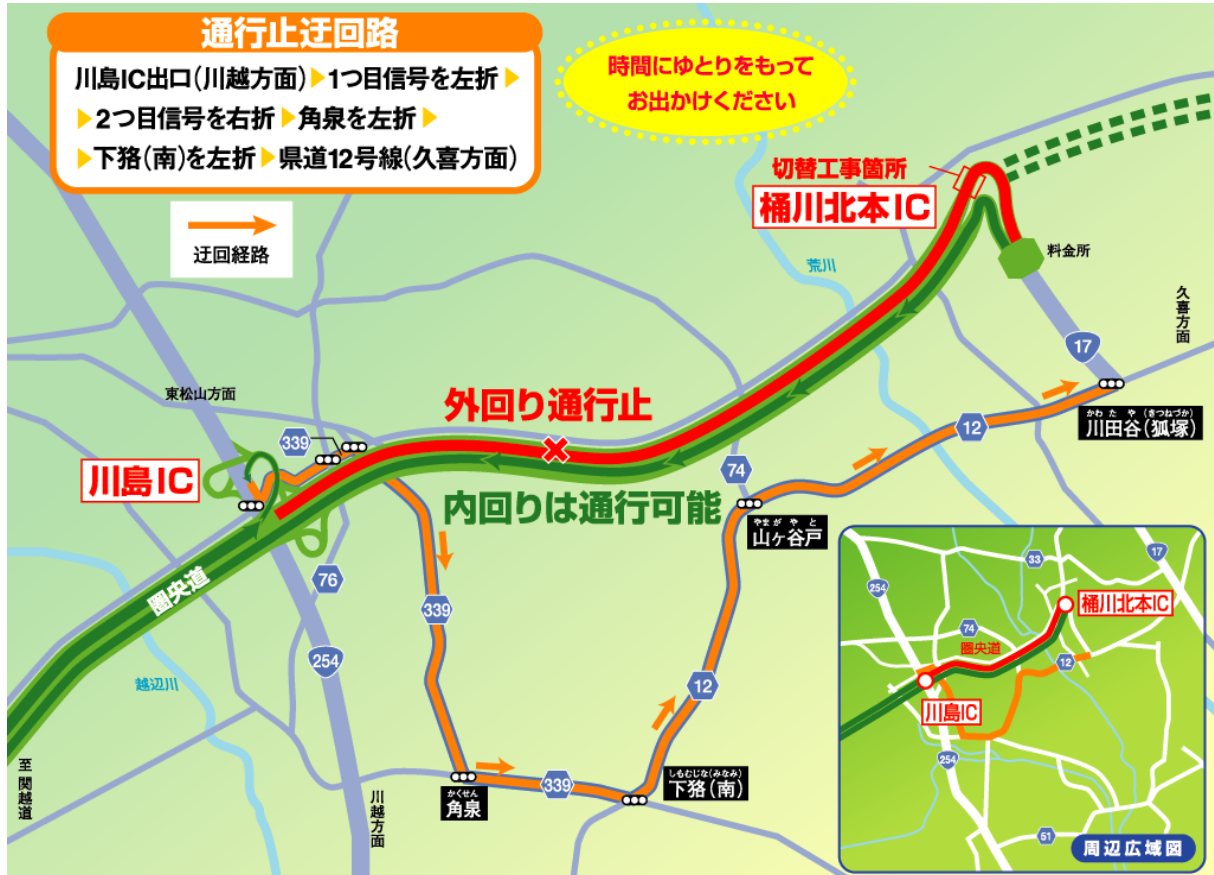 通行止迂回路
川島IC出口(川越方面)▶1つ目信号を左折▶
▶2つ目信号を右折▶角泉を左折▶
▶下狢(南)を左折▶県道12号線(久喜方面)
時間にゆとりをもって
お出かけください
迂回経路
切替工事箇所
桶川北本IC
荒川
料金所
久喜方面
17
かわたや(きつねづか)
川田谷(狐塚)
12
東松山方面
339
外回り通行止
74
川島IC
内回りは通行可能
やまがやと
山ヶ谷戸
圏央道
76
339
254
越辺川
12
至 関越道
川越方面
かくせん
角泉
339
しもむじな(みなみ)
下狢(南)
33
17
254
桶川北本IC
74
圏央道
12
川島IC
254
51
周辺広域図